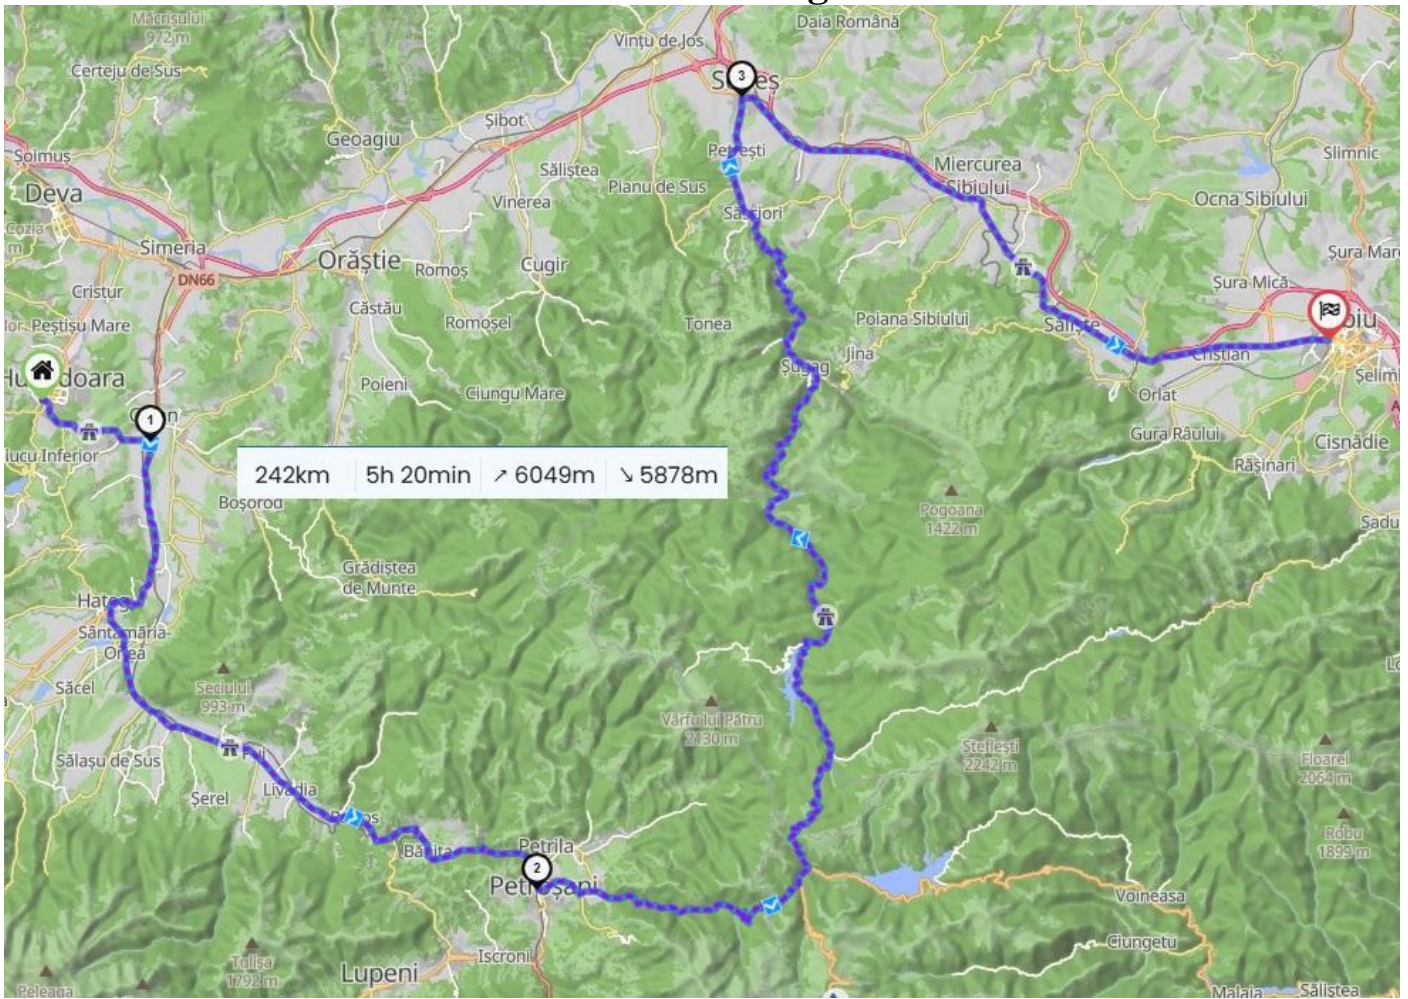 Măcrișului
972 m
Daia Română
Vințu de Jos
Certeju de Sus
3
Șibot
Geoagiu
Șoimuș
Petrești
Miercurea
Sibiului
Slimnic
Săliștea
Pianu de Sus
Deva
Vinerea
Ocna Sibiului
Săsciori
Cozia
m
Simeria
Orăștie
Romoș
Cugir
DN66
Șura Mică
Șura Mare
Cristur
Căstău
Romoșel
Tonea
Poiana Sibiului
Săliște
Peștișu Mare
Cristian
Jina
Șugag
Poieni
Ciungu Mare
Orlat
Gura Râului
Cisnădie
1
Rășinari
242km
5h 20min
↗ 6049m
↘ 5878m
Boșorod
Pogoana
1422 m
Sadu
Grădiștea
de Munte
Hațeg
Sântămăria-
Orlea
Săcel
Seciului
993 m
Vârfu lui Pătru
2130 m
Șteflești
2242 m
Floarei
2064 m
Sălașu de Sus
Șerel
Livadia
Robu
1899 m
Bănița
Petrila
2
Petroșani
Voineasa
Iscroni
Ciungetu
Lupeni
Tulișa
1792 m
Peleaga
Malaia
Săliștea